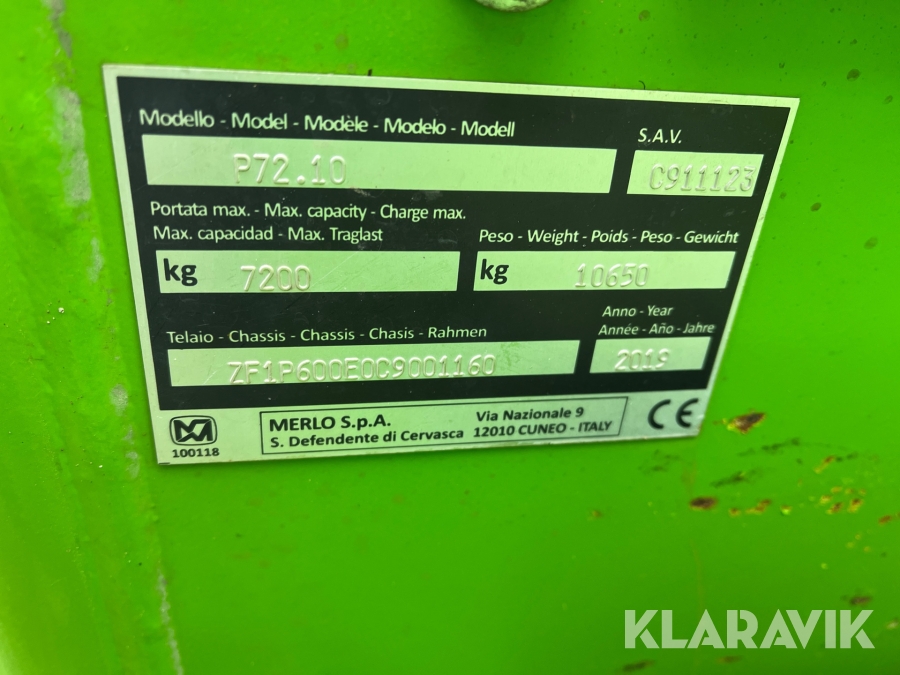 Modello - Model - Modèle - Modelo - Modell
S.A.V.
P72.10
C911123
Portata max. - Max. capacity - Charge max.
Max. capacidad - Max. Traglast
Peso - Weight - Poids - Peso - Gewicht
kg 7200
kg 10650
Anno - Year
Telaio - Chassis - Chassis - Chasis - Rahmen
Année - Año - Jahre
ZF1P600E0C9001160
2019
MERLO S.p.A.
Via Nazionale 9
S. Defendente di Cervasca 12010 CUNEO - ITALY
CE
100118
KLARAVIK